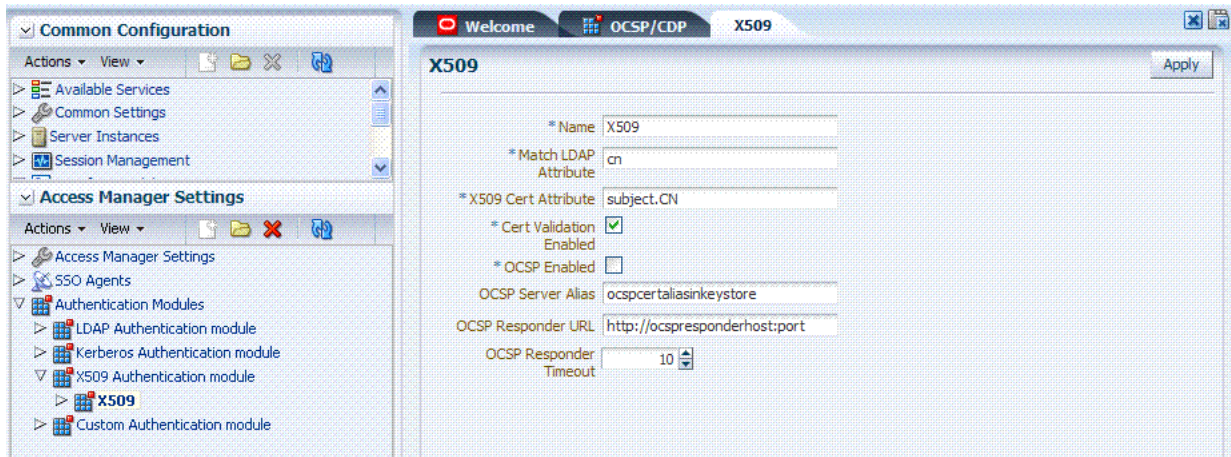 Common Configuration
Actions View
Available Services
Common Settings
Server Instances
Session Management
Access Manager Settings
Actions View
Access Manager Settings
SSO Agents
Authentication Modules
LDAP Authentication module
Kerberos Authentication module
X509 Authentication module
X509
Custom Authentication module
Welcome OCSP/CDP X509
X509 Apply
* Name X509
* Match LDAP
Attribute cn
* X509 Cert Attribute subject.CN
* Cert Validation
Enabled
* OCSP Enabled
OCSP Server Alias ocspcertaliasinkeystore
OCSP Responder URL http://ocspresponderhost:port
OCSP Responder
Timeout 10